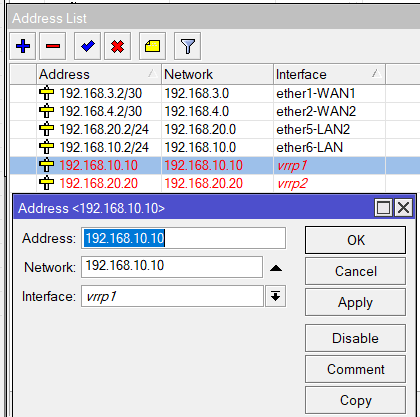 Address List
Address Network Interface
192.168.3.2/30 192.168.3.0 ether1-WAN1
192.168.4.2/30 192.168.4.0 ether2-WAN2
192.168.20.2/24 192.168.20.0 ether5-LAN2
192.168.10.2/24 192.168.10.0 ether6-LAN
192.168.10.10 192.168.10.10 vrrp1
192.168.20.20 192.168.20.20 vrrp2
Address <192.168.10.10>
Address: 192.168.10.10 OK
Network: 192.168.10.10 Cancel
Interface: vrrp1 Apply
Disable
Comment
Copy